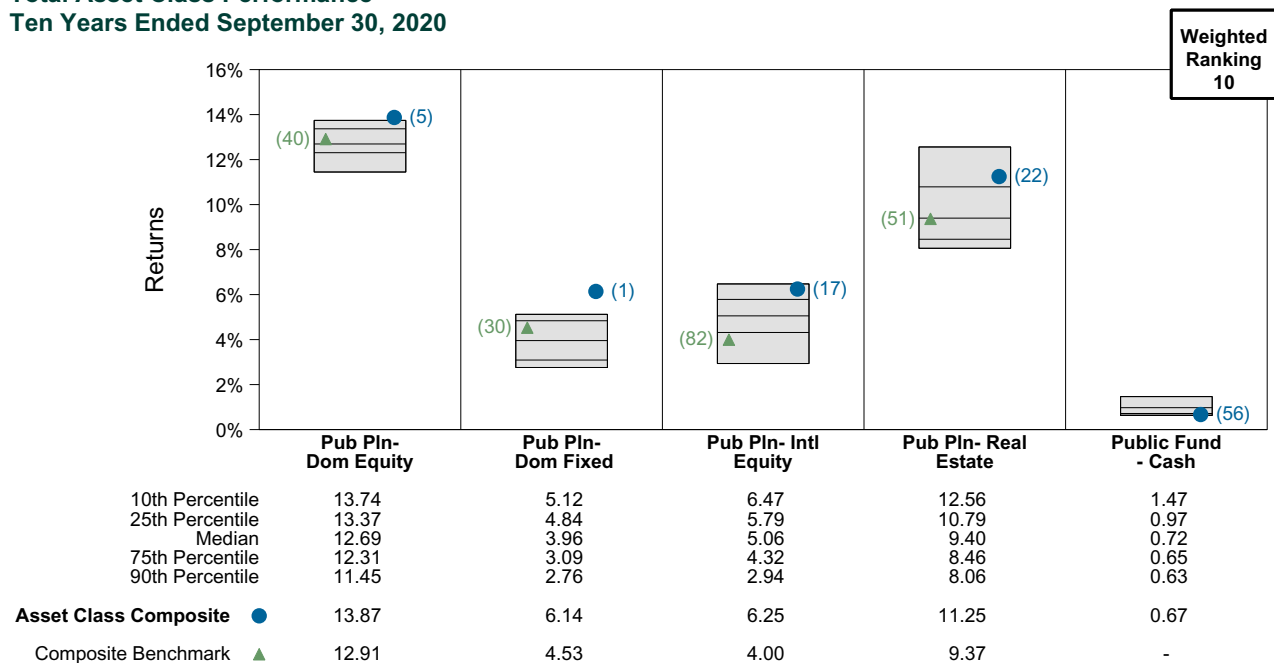 Ten Years Ended September 30, 2020
Weighted
Ranking
10
Returns
16%
14%
12%
10%
8%
6%
4%
2%
0%
(40)
(5)
(30)
(1)
(82)
(17)
(51)
(22)
(56)
Pub Pln- Dom Equity
Pub Pln- Dom Fixed
Pub Pln- Intl Equity
Pub Pln- Real Estate
Public Fund - Cash
10th Percentile 13.74 5.12 6.47 12.56 1.47
25th Percentile 13.37 4.84 5.79 10.79 0.97
Median 12.69 3.96 5.06 9.40 0.72
75th Percentile 12.31 3.09 4.32 8.46 0.65
90th Percentile 11.45 2.76 2.94 8.06 0.63
Asset Class Composite 13.87 6.14 6.25 11.25 0.67
Composite Benchmark 12.91 4.53 4.00 9.37 -